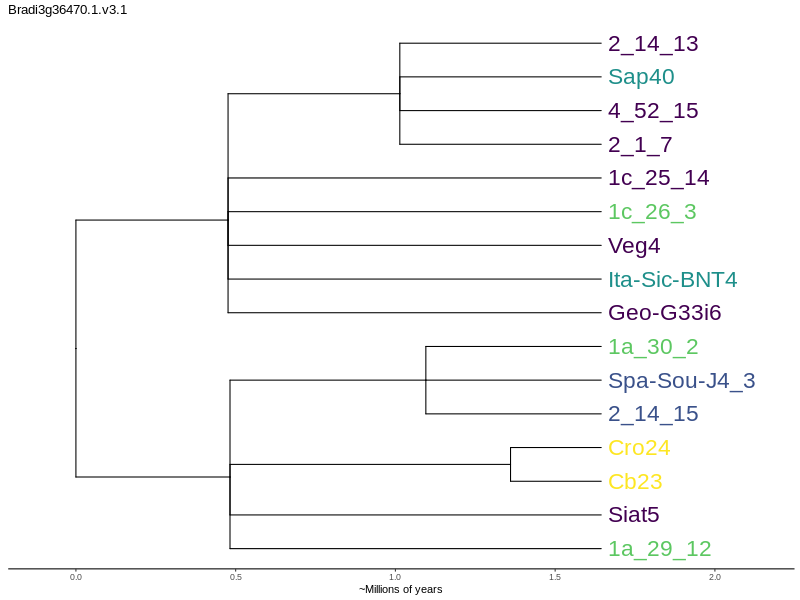 Bradi3g36470.1.v3.1
2_14_13
Sap40
4_52_15
2_1_7
1c_25_14
1c_26_3
Veg4
Ita-Sic-BNT4
Geo-G33i6
1a_30_2
Spa-Sou-J4_3
2_14_15
Cro24
Cb23
Siat5
1a_29_12
0.0 0.5 1.0 1.5 2.0
~Millions of years